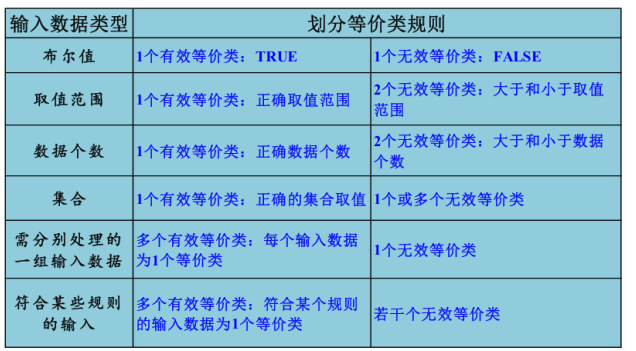 输入数据类型 划分等价类规则
布尔值 1个有效等价类：TRUE 1个无效等价类：FALSE
取值范围 1个有效等价类：正确取值范围 2个无效等价类：大于和小于取值
范围
数据个数 1个有效等价类：正确数据个数 2个无效等价类：大于和小于数据
个数
集合 1个有效等价类：正确的集合取值 1个或多个无效等价类
需分别处理的
一组输入数据
多个有效等价类：每个输入数据
为1个等价类
1个无效等价类
符合某些规则
的输入
多个有效等价类：符合某个规则
的输入数据为1个等价类
若干个无效等价类